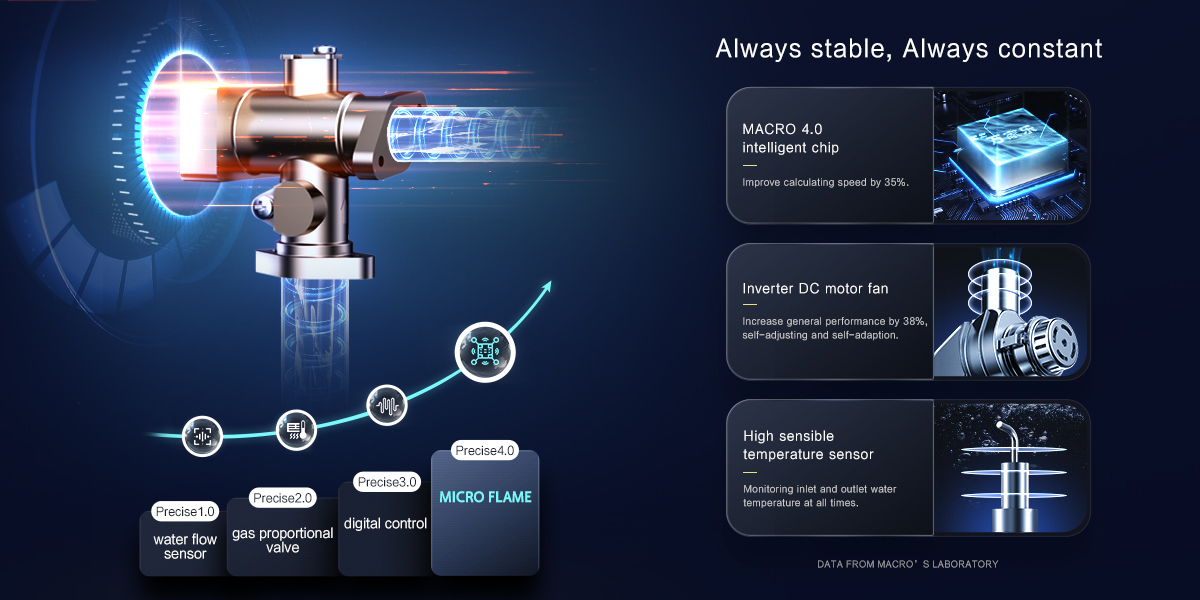 Always stable, Always constant
MACRO 4.0
intelligent chip
Improve calculating speed by 35%.
Inverter DC motor fan
Increase general performance by 38%,
self-adjusting and self-adaption.
High sensible
temperature sensor
Monitoring inlet and outlet water
temperature at all times.
DATA FROM MACRO'S LABORATORY
Precise1.0
water flow
sensor
Precise2.0
gas proportional
valve
Precise3.0
digital control
Precise4.0
MICRO FLAME